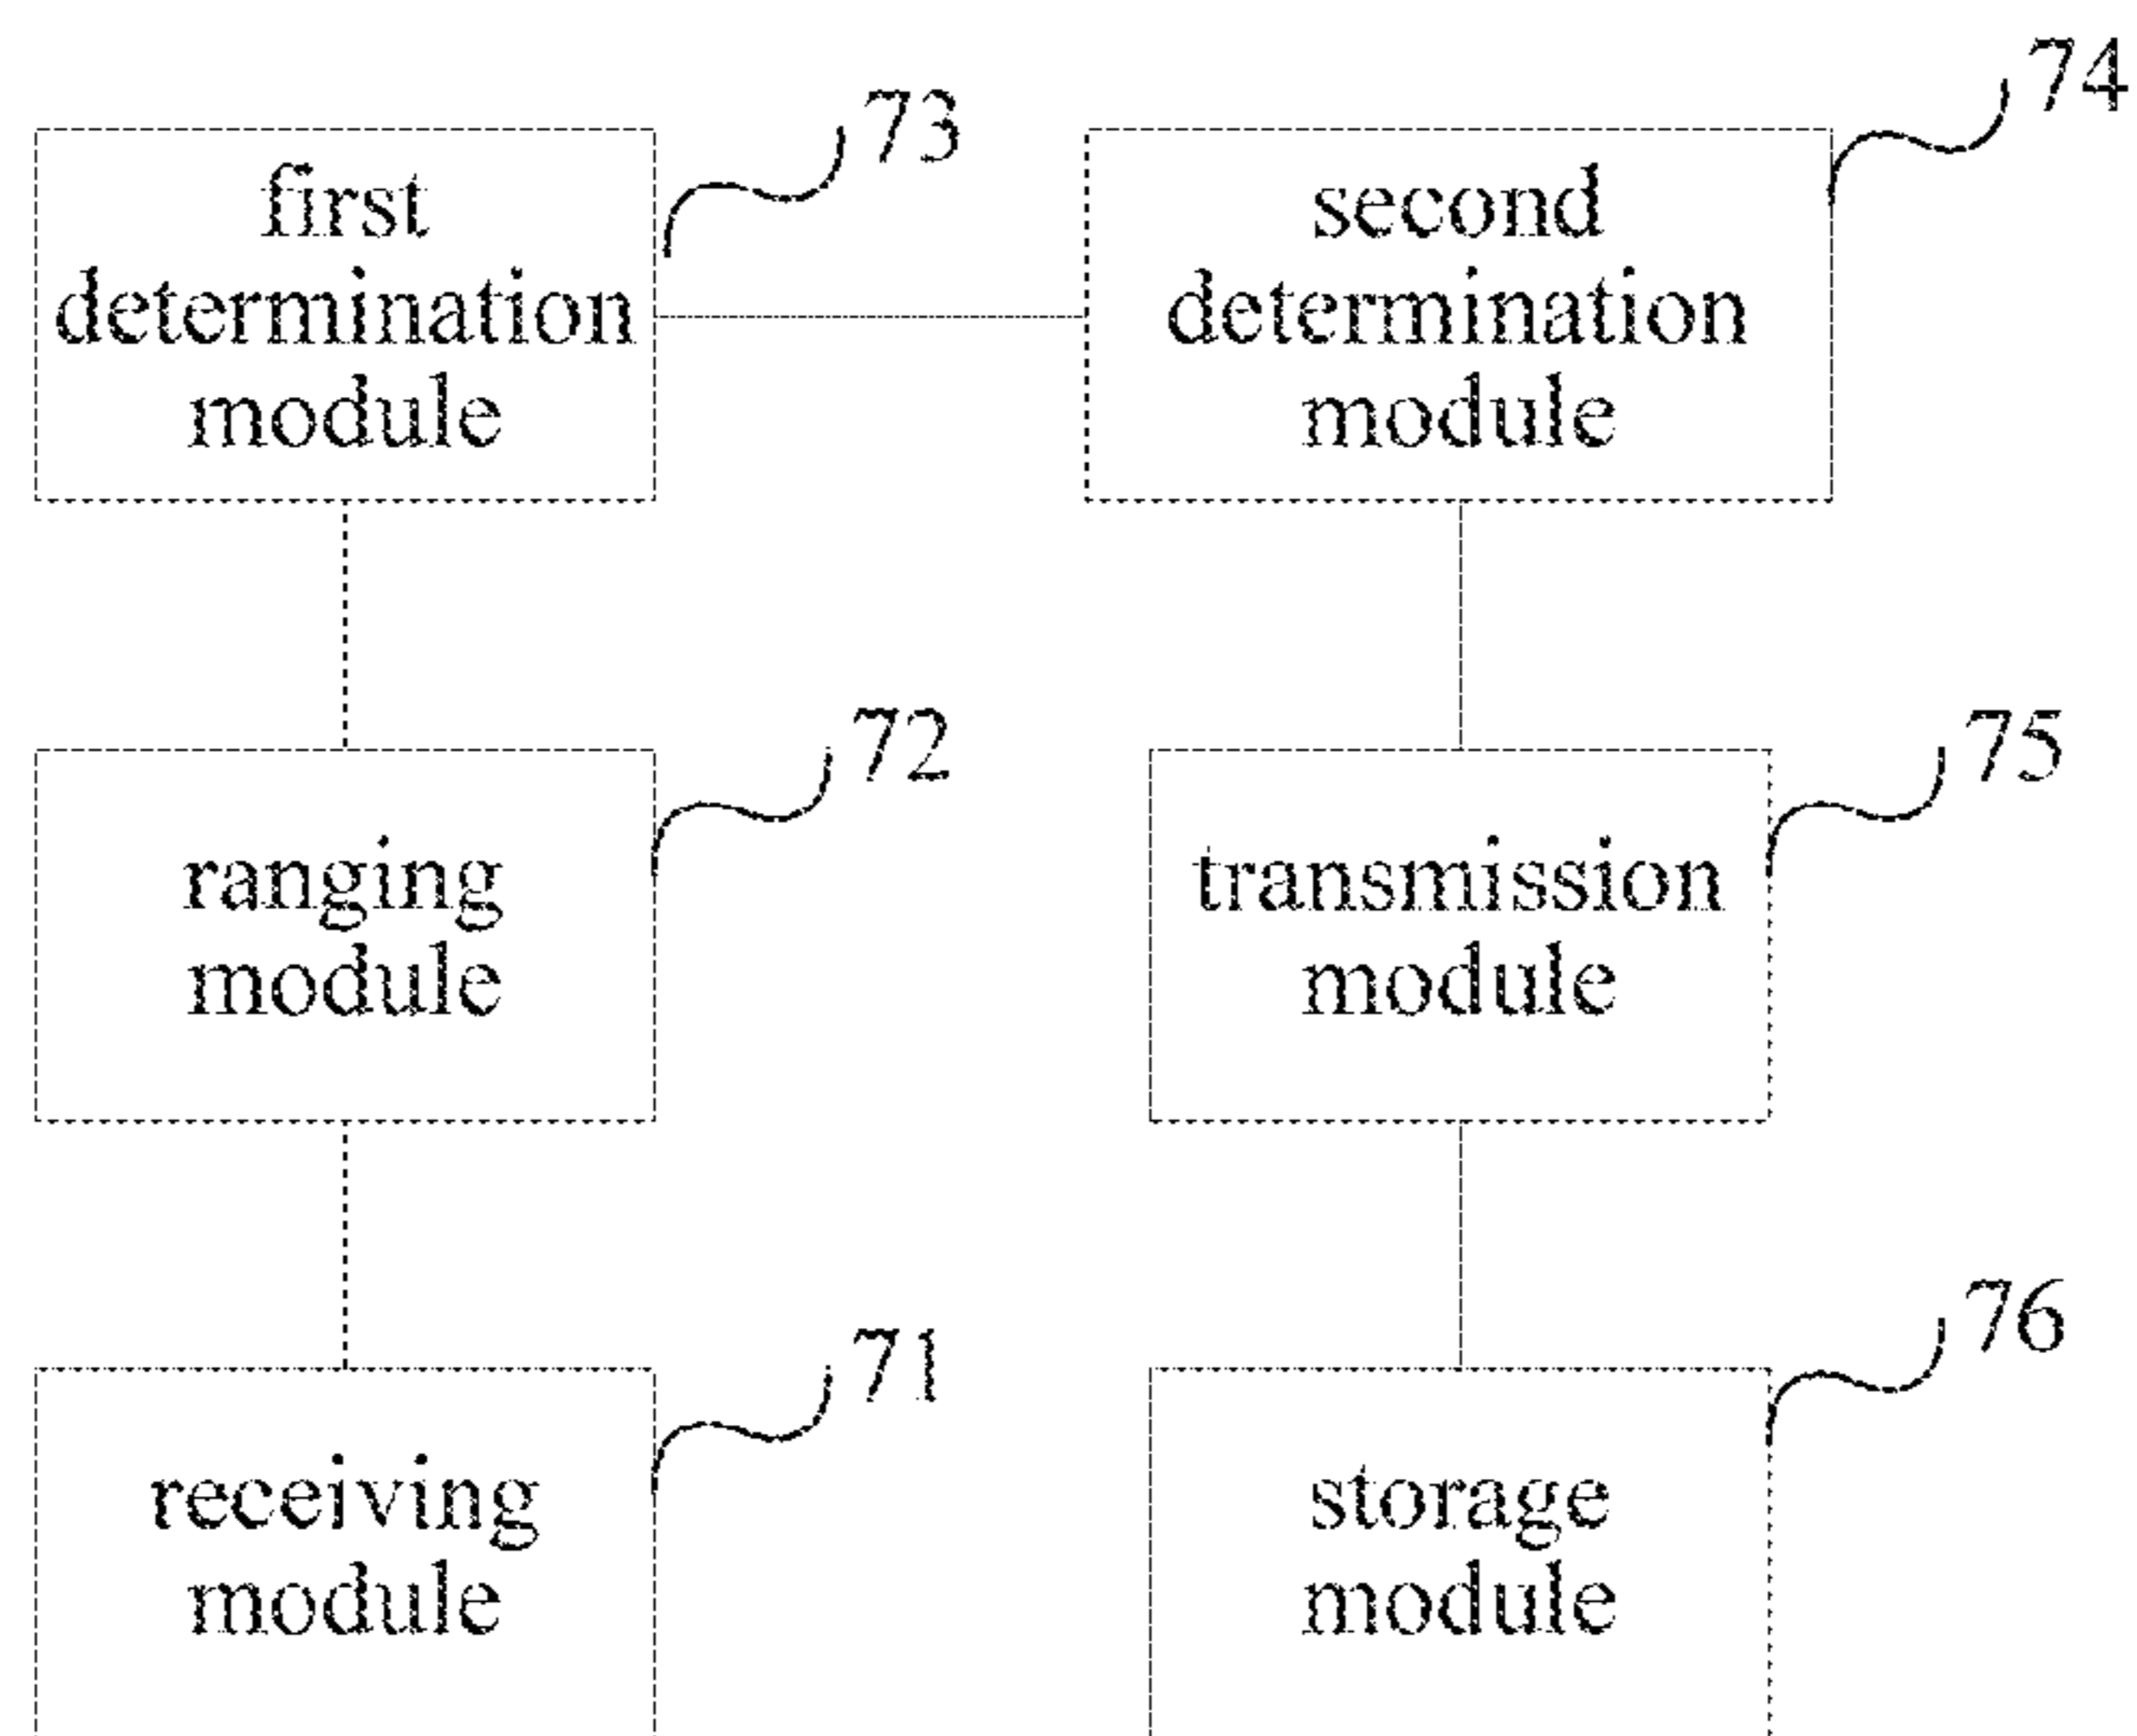 73
74
first
determination
module
second
determination
module
72
75
ranging
module
transmission
module
71
76
receiving
module
storage
module